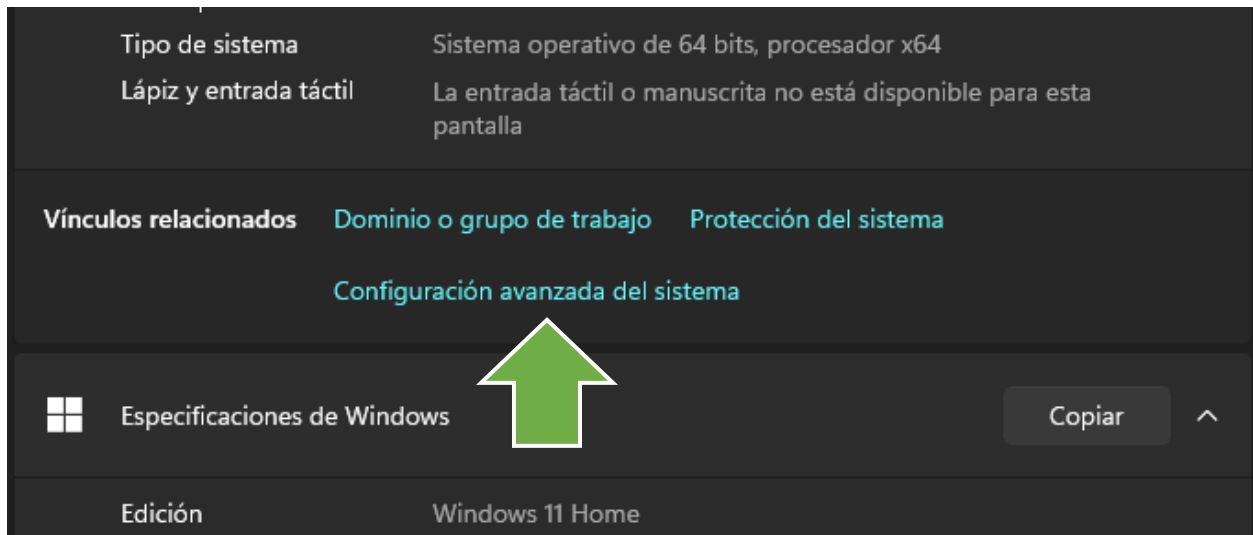 Tipo de sistema Sistema operativo de 64 bits, procesador x64
Lápiz y entrada táctil La entrada táctil o manuscrita no está disponible para esta
pantalla
Vínculos relacionados Dominio o grupo de trabajo Protección del sistema
Configuración avanzada del sistema
Especificaciones de Windows Copiar
Edición Windows 11 Home